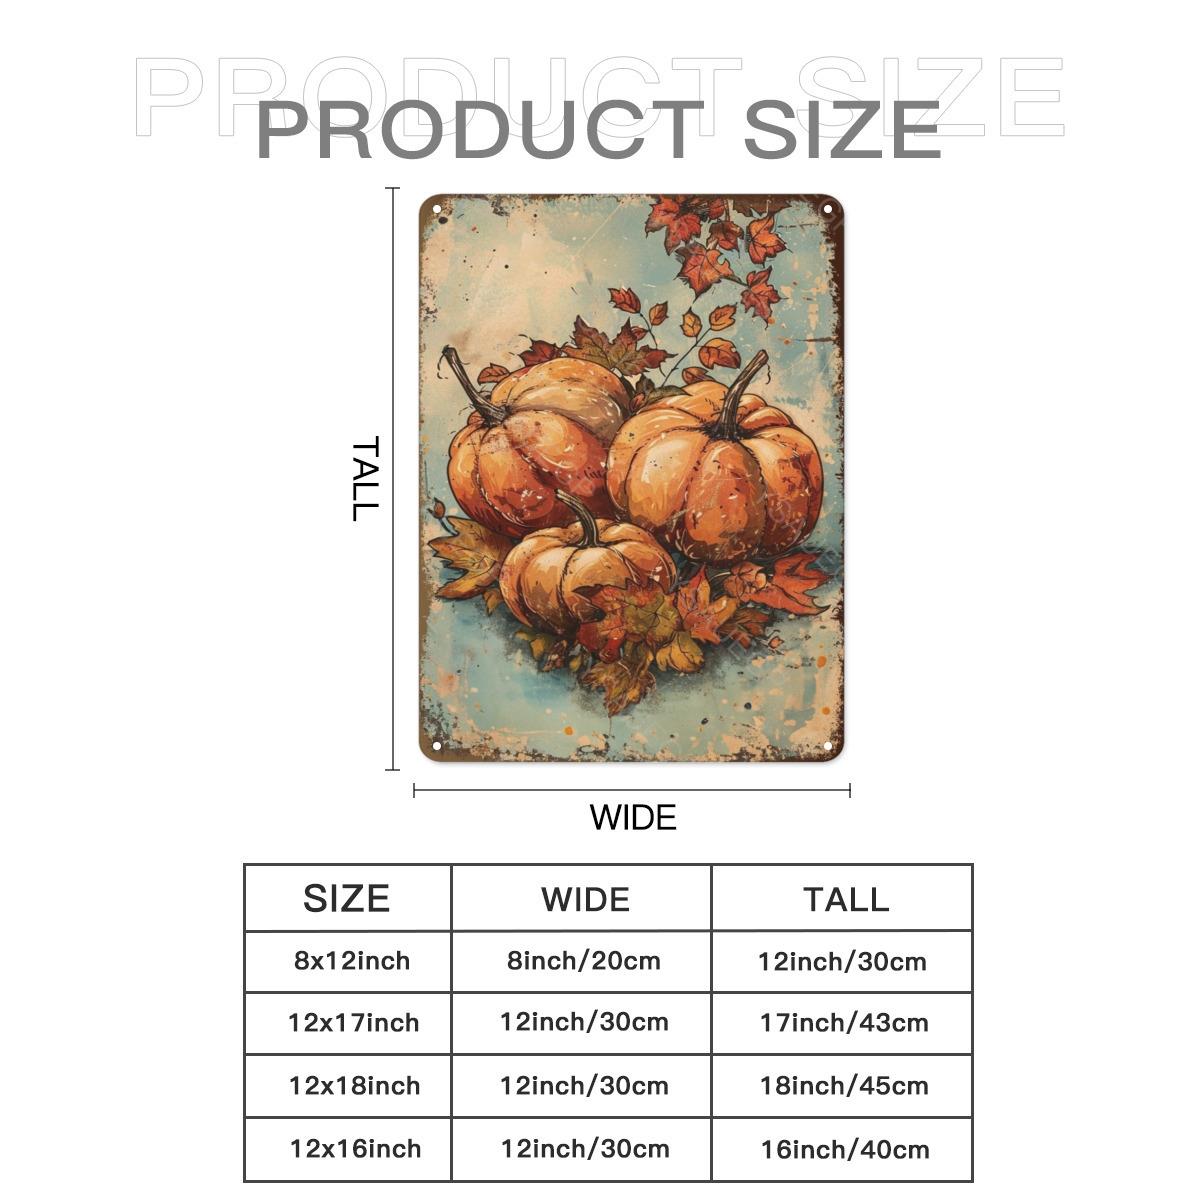 PRODUCT SIZE
PRODUCT SIZE
TALL
WIDE
SIZE WIDE TALL
8x12inch 8inch/20cm 12inch/30cm
12x17inch 12inch/30cm 17inch/43cm
12x18inch 12inch/30cm 18inch/45cm
12x16inch 12inch/30cm 16inch/40cm